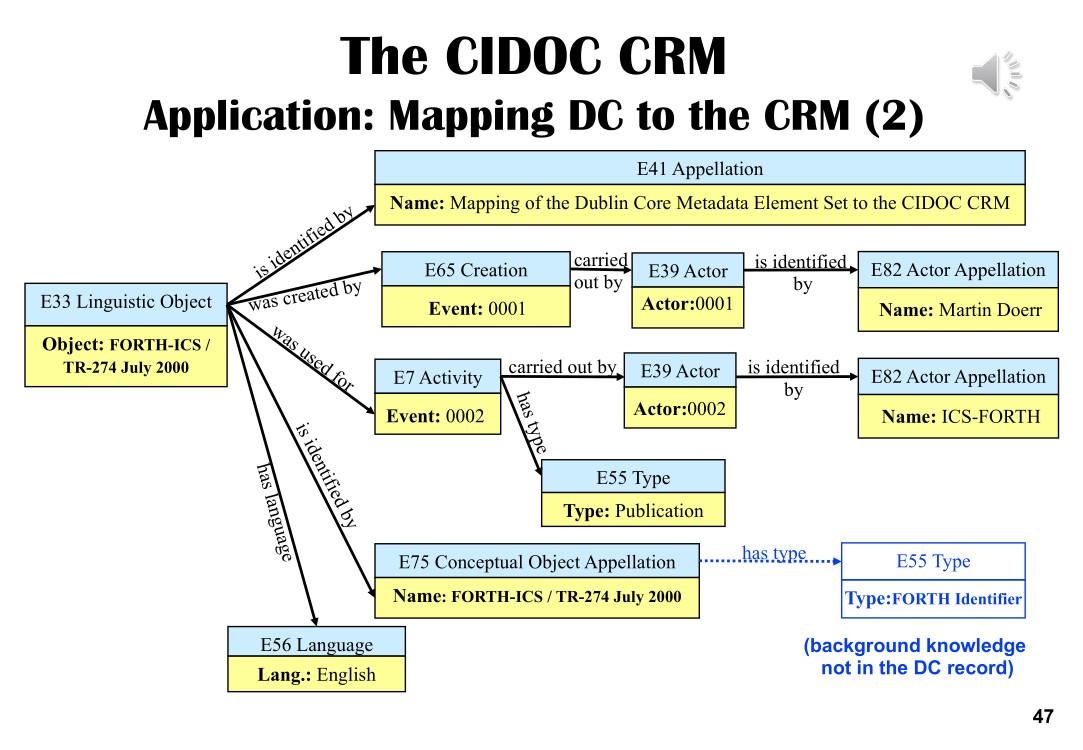 The CIDOC CRM
Application: Mapping DC to the CRM (2)
E41 Appellation
Name: Mapping of the Dublin Core Metadata Element Set to the CIDOC CRM
is identified by
was created by
E65 Creation
Event: 0001
carried
out by
E39 Actor
Actor:0001
is identified
by
E82 Actor Appellation
Name: Martin Doerr
E33 Linguistic Object
Object: FORTH-ICS /
TR-274 July 2000
was used for
E7 Activity
Event: 0002
carried out by
E39 Actor
Actor:0002
is identified
by
E82 Actor Appellation
Name: ICS-FORTH
has type
E55 Type
Type: Publication
is identified by
has language
E75 Conceptual Object Appellation
Name: FORTH-ICS / TR-274 July 2000
has type
E55 Type
Type:FORTH Identifier
(background knowledge
not in the DC record)
E56 Language
Lang.: English
47